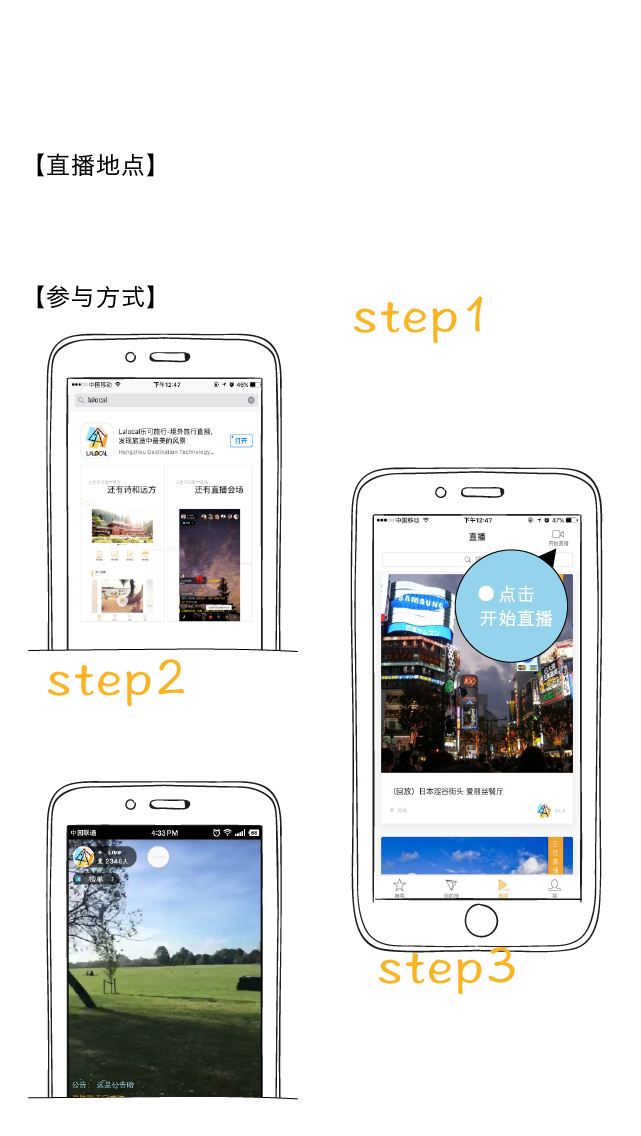 【直播地点】
【参与方式】
step1
中国移动
下午12:47
46%
lalocal
Lalocal乐可旅行-境外旅行直播,
发现旅途中最美的风景
Hangzhou Destination Technology...
打开
LALOCAL
还有诗和远方
还有直播会场
step2
中国移动
下午12:47
47%
直播
开始直播
点击
开始直播
SAMSUNG
(回放) 日本涩谷街头 爱丽丝餐厅
日本
正在直播
step3
中国联通
4:33 PM
LIVE
2346人
榜单
公告: 这是公告哈